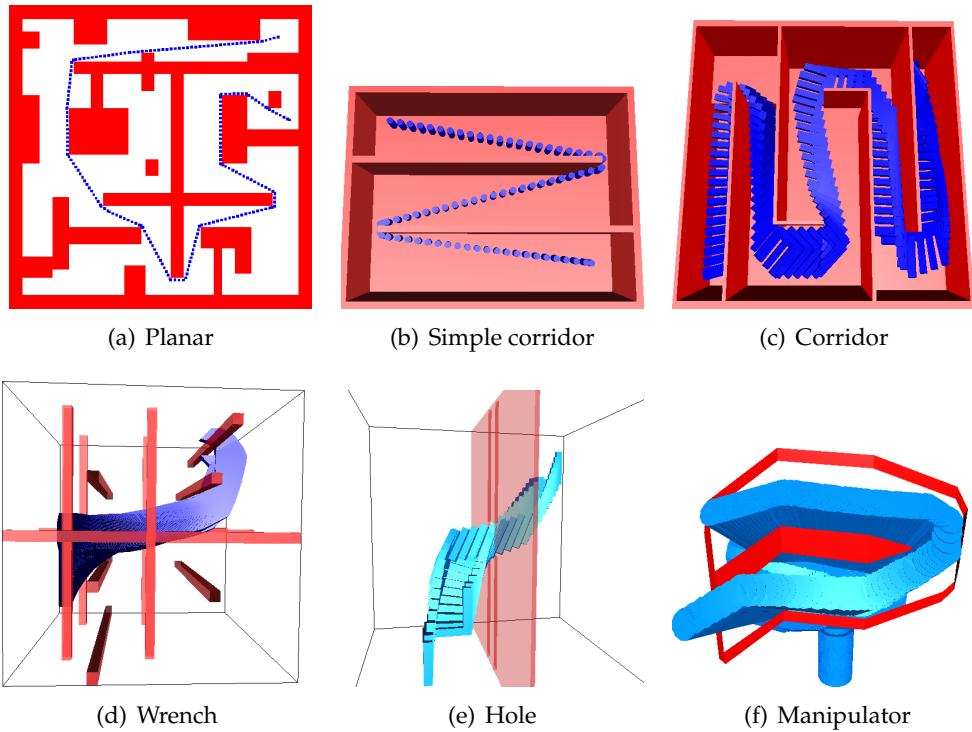 (a) Planar
(b) Simple corridor
(c) Corridor
(d) Wrench
(e) Hole
(f) Manipulator